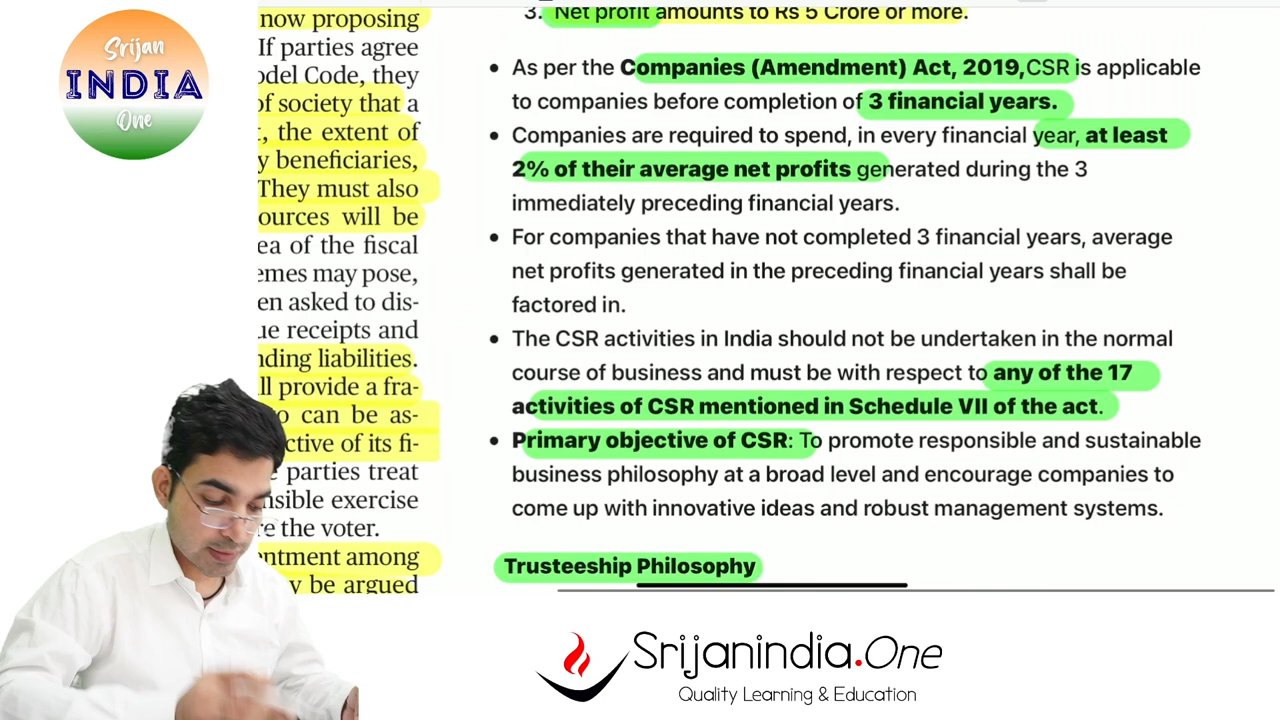 Srijan
INDIA
One
now proposing
If parties agree
odel Code, they
of society that a
t, the extent of
y beneficiaries,
They must also
ources will be
ea of the fiscal
emes may pose,
en asked to dis-
ue receipts and
nding liabilities.
ll provide a fra-
o can be as-
ctive of its fi-
parties treat
nsible exercise
re the voter.
entment among
y be argued
3. Net profit amounts to Rs 5 Crore or more.
• As per the Companies (Amendment) Act, 2019,CSR is applicable
to companies before completion of 3 financial years.
• Companies are required to spend, in every financial year, at least
2% of their average net profits generated during the 3
immediately preceding financial years.
• For companies that have not completed 3 financial years, average
net profits generated in the preceding financial years shall be
factored in.
• The CSR activities in India should not be undertaken in the normal
course of business and must be with respect to any of the 17
activities of CSR mentioned in Schedule VII of the act.
• Primary objective of CSR: To promote responsible and sustainable
business philosophy at a broad level and encourage companies to
come up with innovative ideas and robust management systems.
Trusteeship Philosophy
Srijanindia.One
Quality Learning & Education